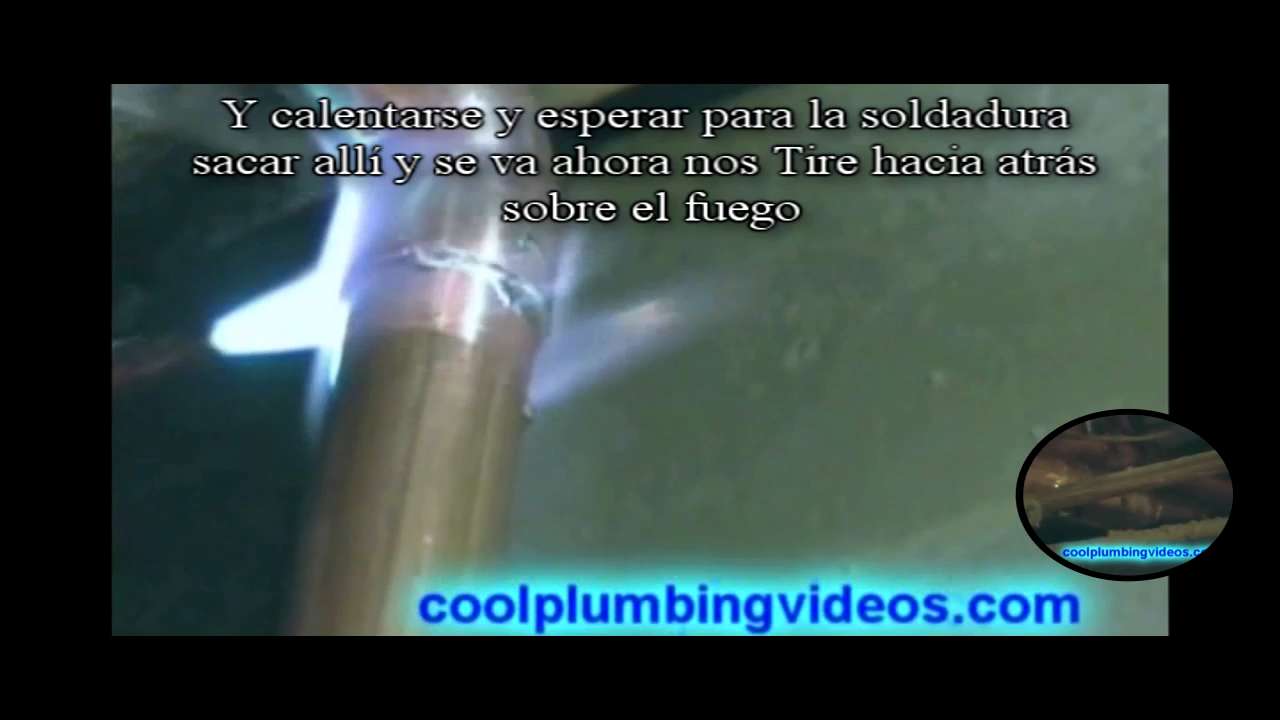 Y calentarse y esperar para la soldadura
sacar allí y se va ahora nos Tire hacia atrás
sobre el fuego
coolplumbingvideos.c
coolplumbingvideos.com